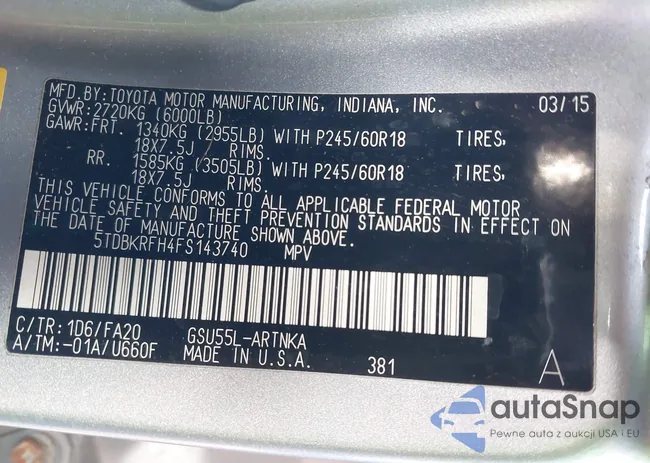 MFD. BY: TOYOTA MOTOR MANUFACTURING, INDIANA, INC. 03/15
GVWR: 2720KG (6000LB)
GAWR: FRT. 1340KG (2955LB) WITH P245/60R18 TIRES,
18X7.5J RIMS.
RR. 1585KG (3505LB) WITH P245/60R18 TIRES,
18X7.5J RIMS.
THIS VEHICLE CONFORMS TO ALL APPLICABLE FEDERAL MOTOR
VEHICLE SAFETY AND THEFT PREVENTION STANDARDS IN EFFECT ON
THE DATE OF MANUFACTURE SHOWN ABOVE.
5TDBKRFH4FS143740 MPV
C/TR: 1D6/FA20 GSU55L-ARTNKA
A/TM: -01A/U660F MADE IN U.S.A. 381 A
autaSnap
Pewne auta z aukcji USA i EU